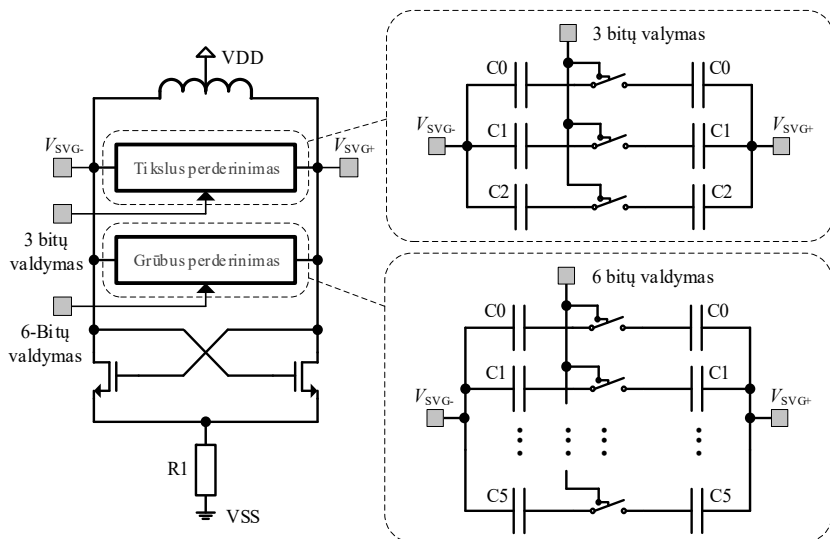 VDD
V_SVG-
V_SVG+
Tikslus perderinimas
3 bitų
valdymas
Grūbus perderinimas
6-Bitų
valdymas
R1
VSS
3 bitų valymas
C0
C0
V_SVG-
C1
C1
V_SVG+
C2
C2
6 bitų valdymas
C0
C0
C1
C1
V_SVG-
V_SVG+
C5
C5